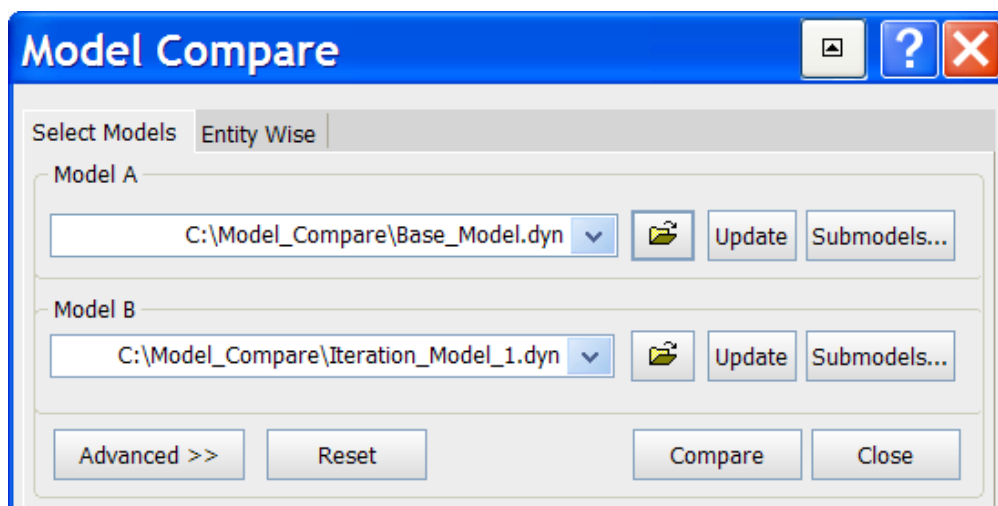 Model Compare ?
Select Models Entity Wise
Model A
C:\Model_Compare\Base_Model.dyn Update Submodels...
Model B
C:\Model_Compare\Iteration_Model_1.dyn Update Submodels...
Advanced >> Reset Compare Close